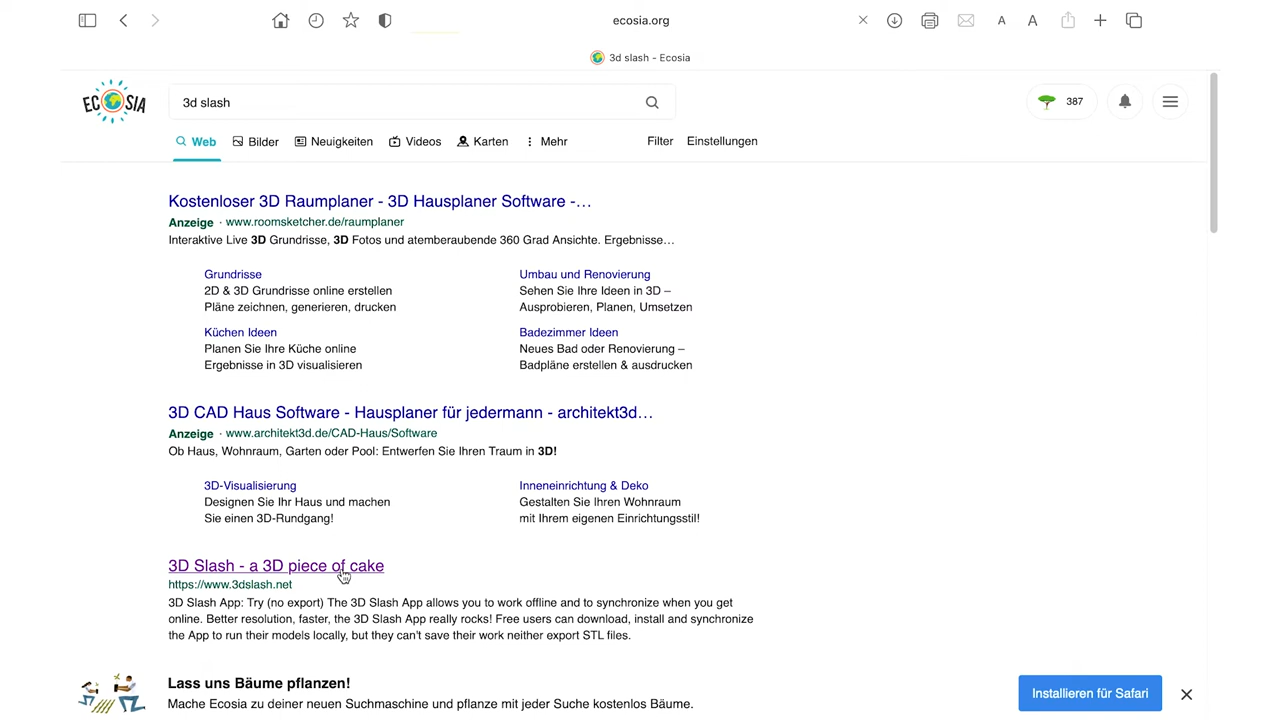 ecosia.org
A A
3d slash - Ecosia
ECOSIA
3d slash
387
Web Bilder Neuigkeiten Videos Karten Mehr Filter Einstellungen
Kostenloser 3D Raumplaner - 3D Hausplaner Software -…
Anzeige · www.roomsketcher.de/raumplaner
Interaktive Live 3D Grundrisse, 3D Fotos und atemberaubende 360 Grad Ansichte. Ergebnisse…
Grundrisse
2D & 3D Grundrisse online erstellen
Pläne zeichnen, generieren, drucken
Umbau und Renovierung
Sehen Sie Ihre Ideen in 3D –
Ausprobieren, Planen, Umsetzen
Küchen Ideen
Planen Sie Ihre Küche online
Ergebnisse in 3D visualisieren
Badezimmer Ideen
Neues Bad oder Renovierung –
Badpläne erstellen & ausdrucken
3D CAD Haus Software - Hausplaner für jedermann - architekt3d…
Anzeige · www.architekt3d.de/CAD-Haus/Software
Ob Haus, Wohnraum, Garten oder Pool: Entwerfen Sie Ihren Traum in 3D!
3D-Visualisierung
Designen Sie Ihr Haus und machen
Sie einen 3D-Rundgang!
Inneneinrichtung & Deko
Gestalten Sie Ihren Wohnraum
mit Ihrem eigenen Einrichtungsstil!
3D Slash - a 3D piece of cake
https://www.3dslash.net
3D Slash App: Try (no export) The 3D Slash App allows you to work offline and to synchronize when you get
online. Better resolution, faster, the 3D Slash App really rocks! Free users can download, install and synchronize
the App to run their models locally, but they can't save their work neither export STL files.
Lass uns Bäume pflanzen!
Mache Ecosia zu deiner neuen Suchmaschine und pflanze mit jeder Suche kostenlos Bäume.
Installieren für Safari